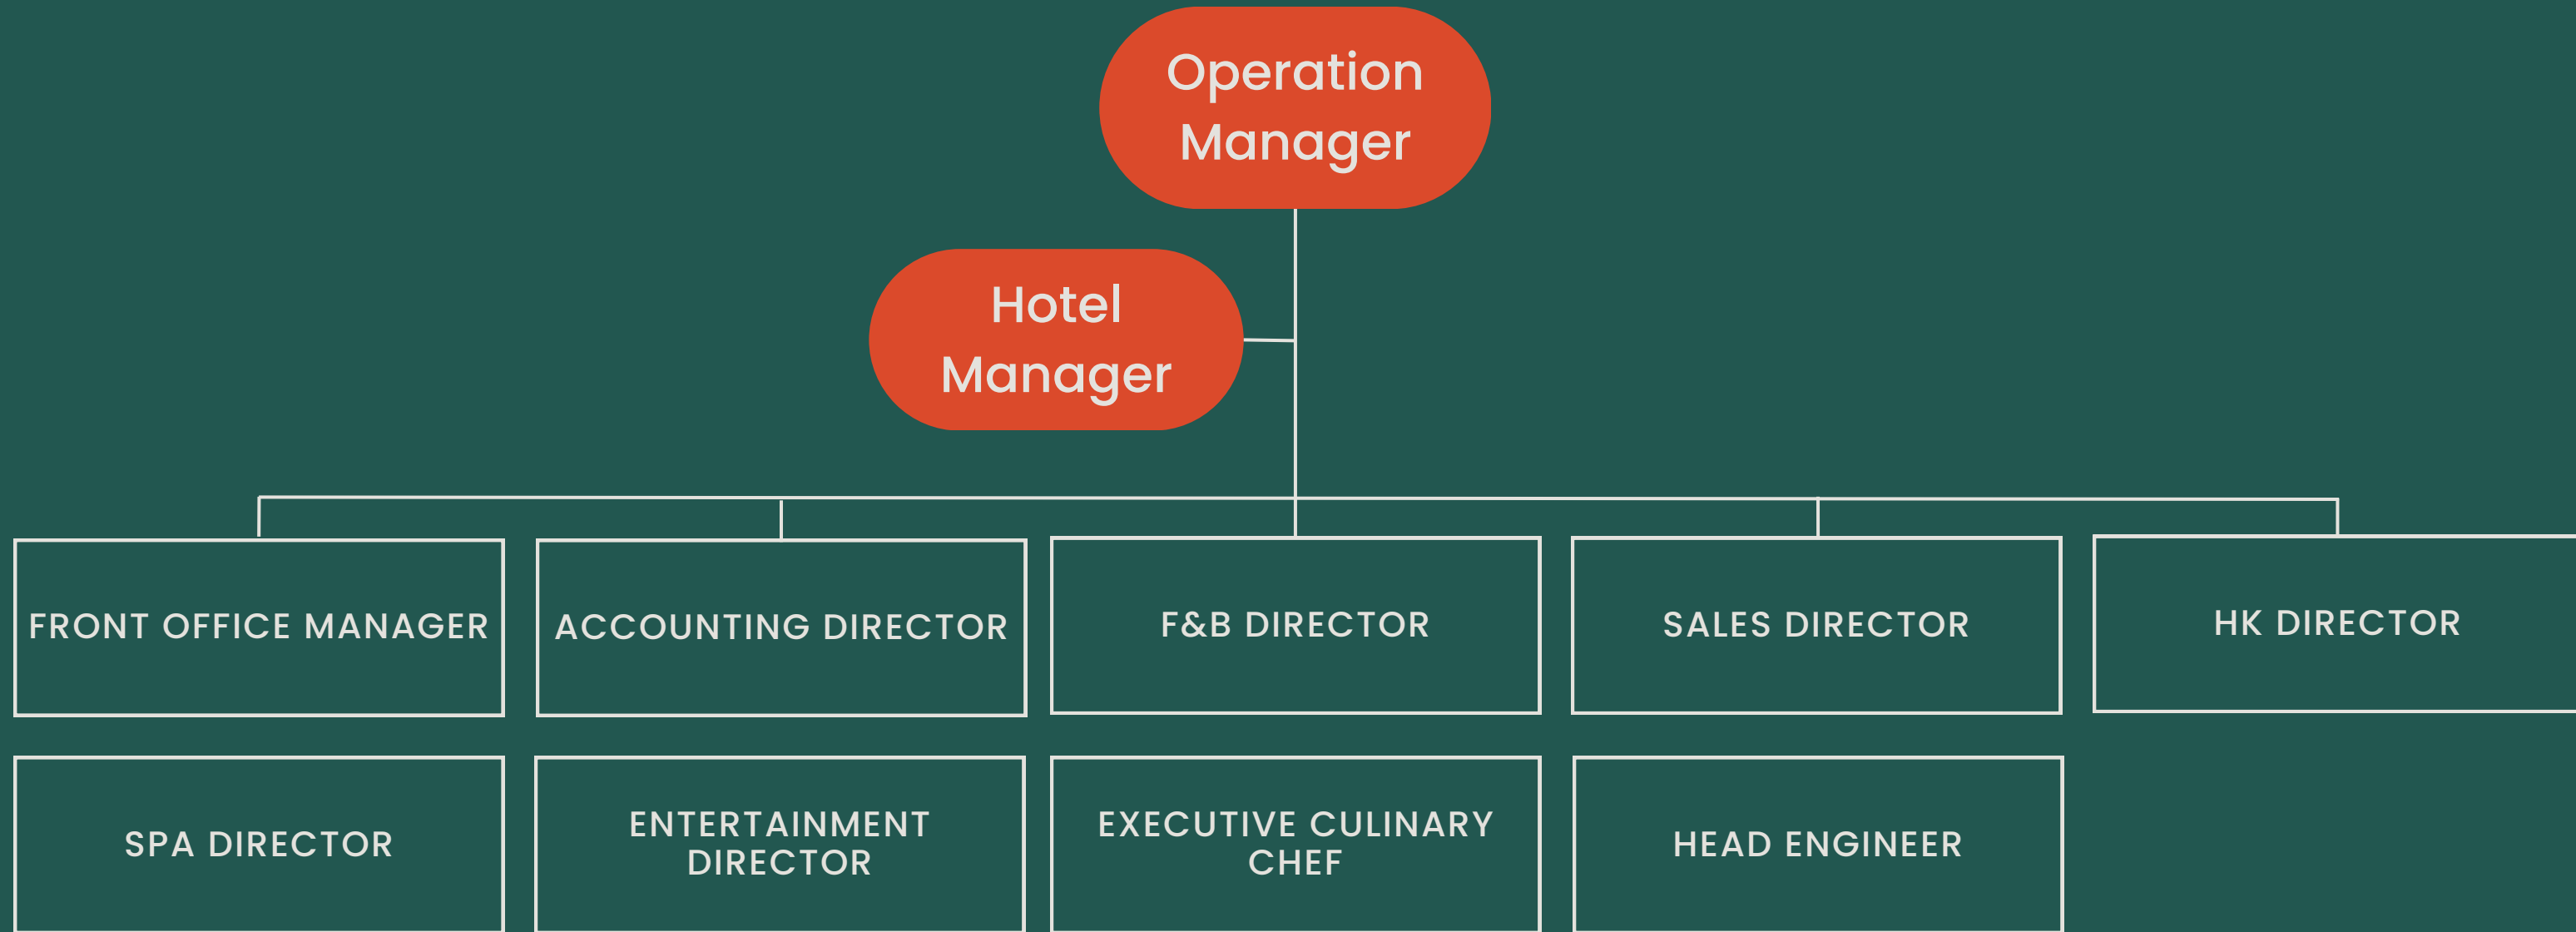 Operation
Manager
Hotel
Manager
FRONT OFFICE MANAGER
ACCOUNTING DIRECTOR
F&B DIRECTOR
SALES DIRECTOR
HK DIRECTOR
SPA DIRECTOR
ENTERTAINMENT
DIRECTOR
EXECUTIVE CULINARY
CHEF
HEAD ENGINEER